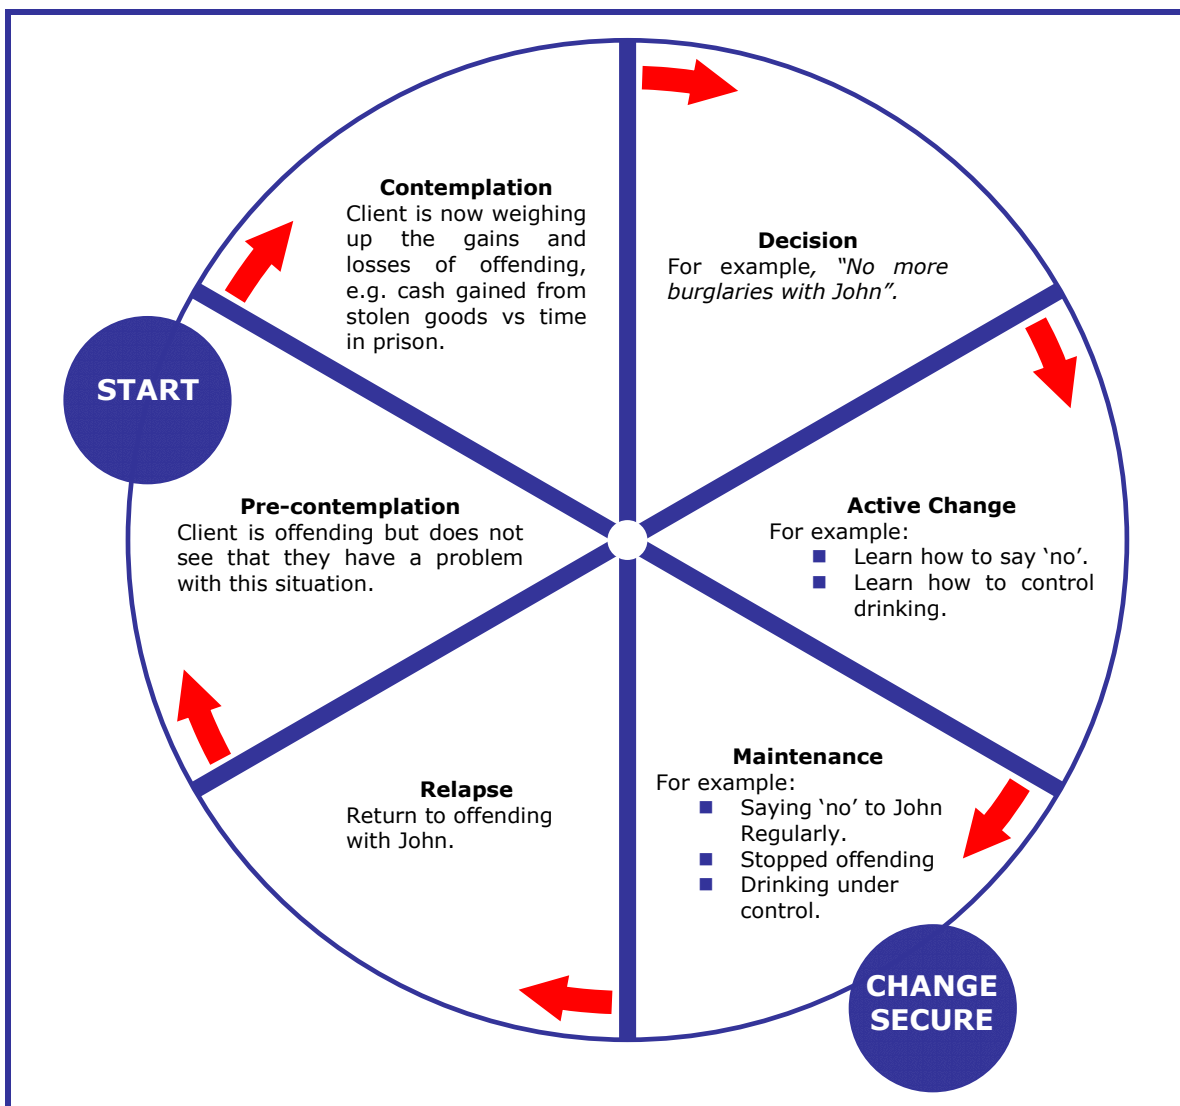 START
Contemplation
Client is now weighing
up the gains and
losses of offending,
e.g. cash gained from
stolen goods vs time
in prison.
Decision
For example, “No more
burglaries with John”.
Active Change
For example:
■ Learn how to say ‘no’.
■ Learn how to control
drinking.
Maintenance
For example:
■ Saying ‘no’ to John
Regularly.
■ Stopped offending
■ Drinking under
control.
CHANGE
SECURE
Relapse
Return to offending
with John.
Pre-contemplation
Client is offending but does not
see that they have a problem
with this situation.